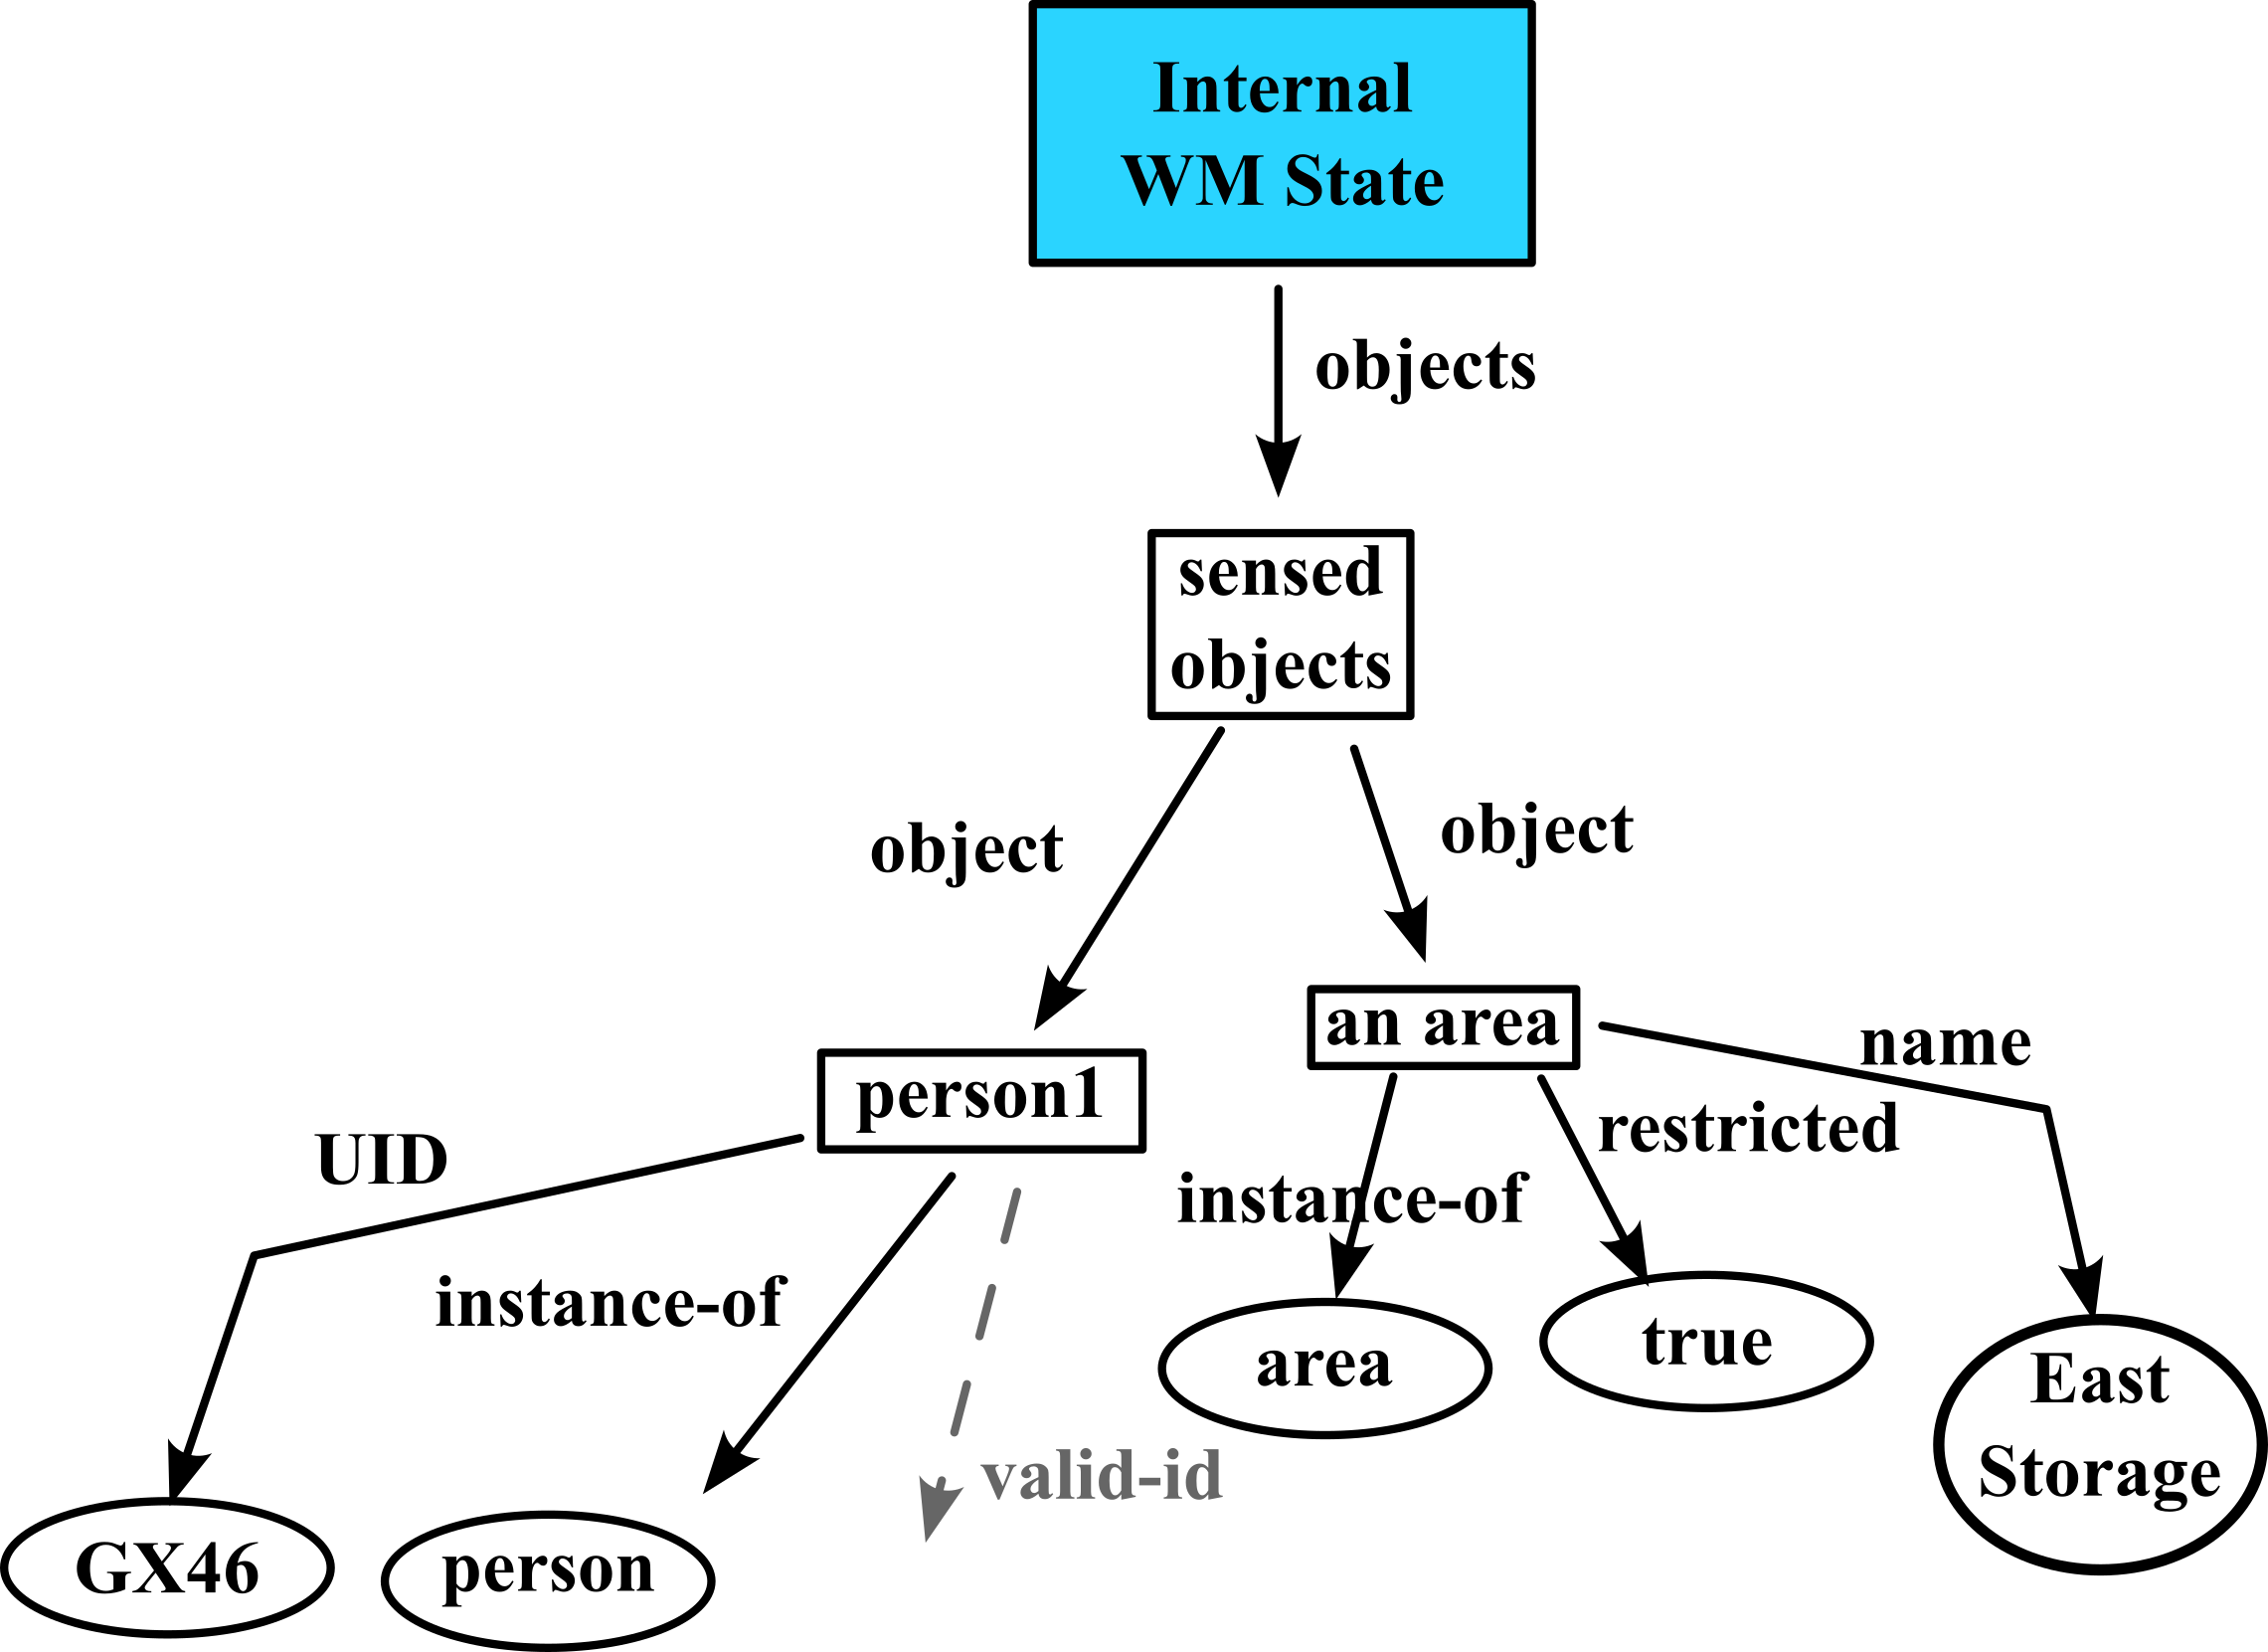 Internal
WM State
objects
sensed
objects
object
object
an area
name
person1
restricted
UID
instance-of
instance-of
true
area
East
Storage
valid-id
GX46
person